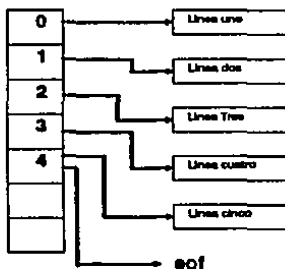 0
Linea uno
1
Linea dos
2
Linea Tres
3
4
Linea cuatro
Linea cinco
eof